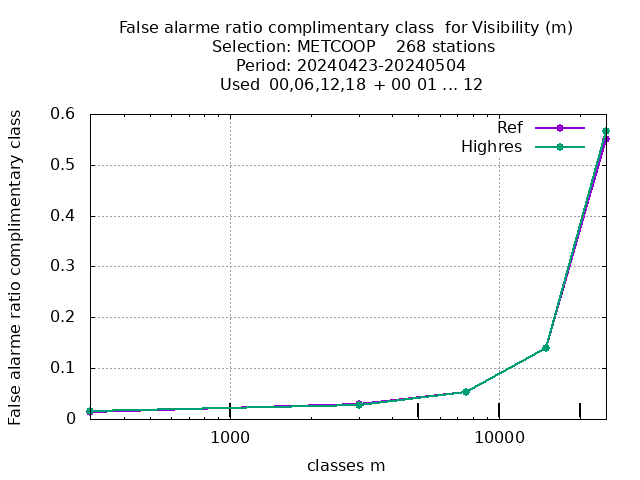 False alarme ratio complimentary class  for Visibility (m)
Selection: METCOOP    268 stations
Period: 20240423-20240504
Used  00,06,12,18  + 00 01 ... 12
False alarme ratio complimentary class
0.6
0.5
0.4
0.3
0.2
0.1
0
Ref
Highres
1000
10000
classes m